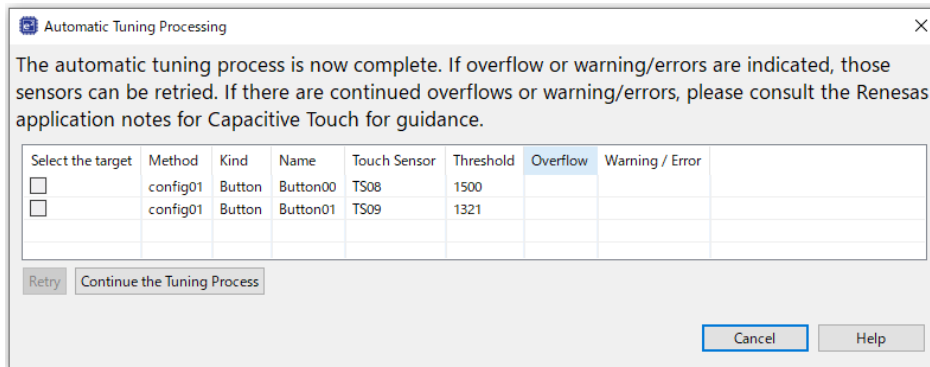 Automatic Tuning Processing
The automatic tuning process is now complete. If overflow or warning/errors are indicated, those
sensors can be retried. If there are continued overflows or warning/errors, please consult the Renesas
application notes for Capacitive Touch for guidance.
Select the target Method Kind Name Touch Sensor Threshold Overflow Warning / Error
config01 Button Button00 TS08 1500
config01 Button Button01 TS09 1321
Retry Continue the Tuning Process
Cancel Help